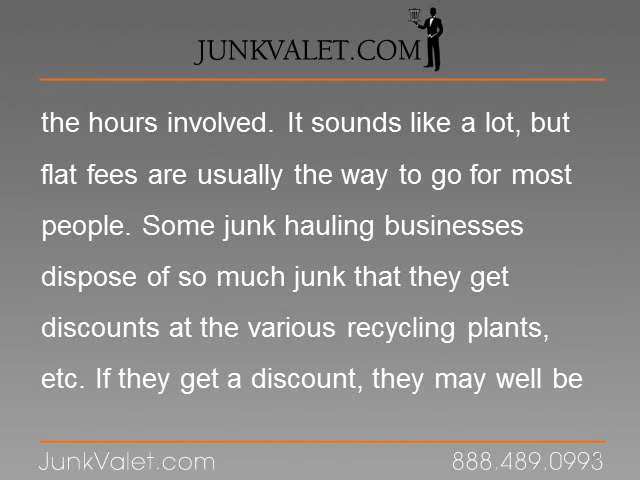 JUNKVALET.COM
the hours involved. It sounds like a lot, but
flat fees are usually the way to go for most
people. Some junk hauling businesses
dispose of so much junk that they get
discounts at the various recycling plants,
etc. If they get a discount, they may well be
JunkValet.com
888.489.0993